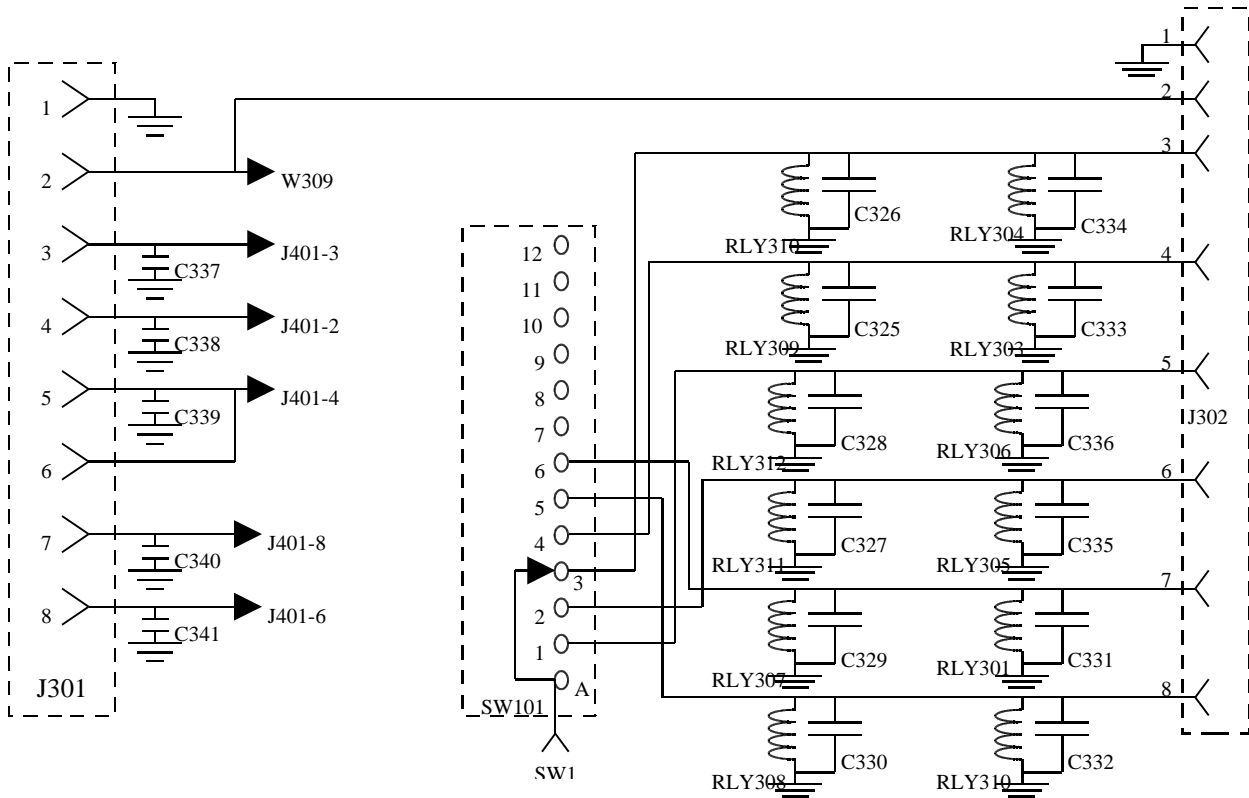 1
2
W309
3
C337
J401-3
4
C338
J401-2
5
C339
J401-4
6
7
C340
J401-8
8
C341
J401-6
J301
12
11
10
9
8
7
6
5
4
3
2
1
A
SW101
SW1
1
2
3
C326
RLY310
C334
RLY304
4
C325
RLY309
C333
RLY303
5
J302
C328
RLY312
C336
RLY306
6
C327
RLY311
C335
RLY305
7
C329
RLY307
C331
RLY301
8
C330
RLY308
C332
RLY310